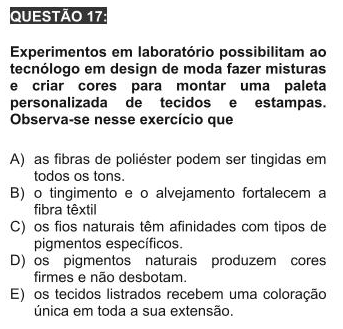 QUESTÃO 17:
Experimentos em laboratório possibilitam ao
tecnólogo em design de moda fazer misturas
e criar cores para montar uma paleta
personalizada de tecidos e estampas.
Observa-se nesse exercício que
A) as fibras de poliéster podem ser tingidas em
todos os tons.
B) o tingimento e o alvejamento fortalecem a
fibra têxtil
C) os fios naturais têm afinidades com tipos de
pigmentos específicos.
D) os pigmentos naturais produzem cores
firmes e não desbotam.
E) os tecidos listrados recebem uma coloração
única em toda a sua extensão.